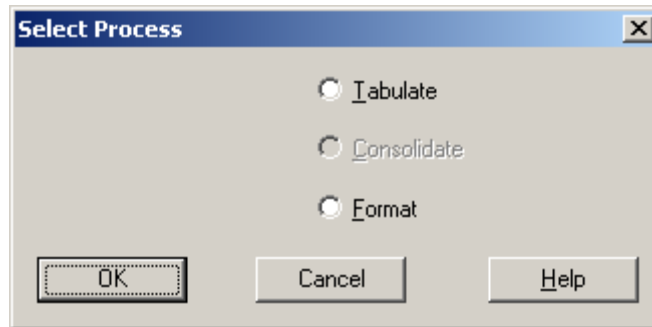 Select Process
Tabulate
Consolidate
Format
OK Cancel Help